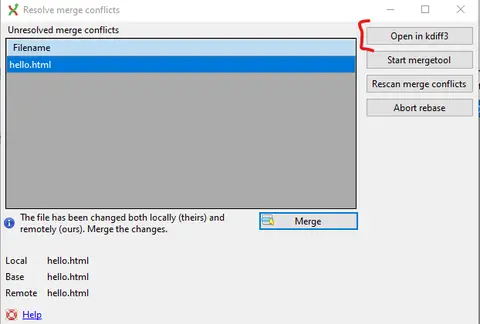 Resolve merge conflicts
Unresolved merge conflicts
Filename
hello.html
Open in kdiff3
Start mergetool
Rescan merge conflicts
Abort rebase
The file has been changed both locally (theirs) and
remotely (ours). Merge the changes.
Merge
Local hello.html
Base hello.html
Remote hello.html
Help